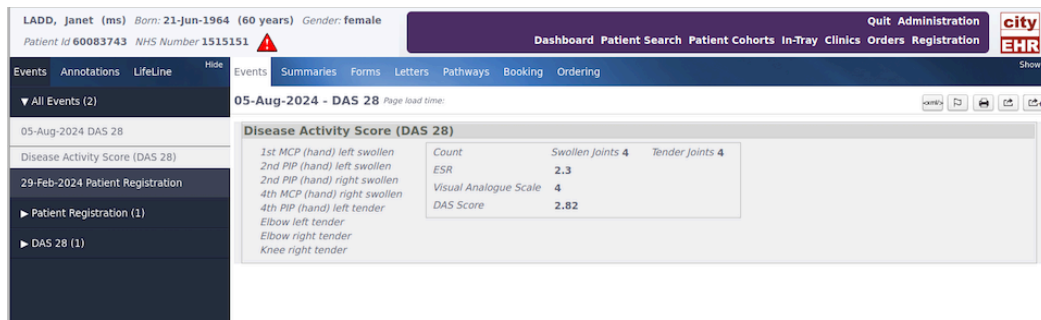 LADD, Janet (ms) Born: 21-Jun-1964 (60 years) Gender: female
Patient Id 60083743 NHS Number 1515151
Quit Administration
Dashboard Patient Search Patient Cohorts In-Tray Clinics Orders Registration
city
EHR
Events Annotations LifeLine Hide
Events Summaries Forms Letters Pathways Booking Ordering Show
▼ All Events (2)
05-Aug-2024 DAS 28
Disease Activity Score (DAS 28)
29-Feb-2024 Patient Registration
▶ Patient Registration (1)
▶ DAS 28 (1)
05-Aug-2024 - DAS 28 Page load time:
Disease Activity Score (DAS 28)
1st MCP (hand) left swollen
2nd PIP (hand) left swollen
2nd PIP (hand) right swollen
4th MCP (hand) right swollen
4th PIP (hand) left tender
Elbow left tender
Elbow right tender
Knee right tender
Count Swollen Joints 4 Tender Joints 4
ESR 2.3
Visual Analogue Scale 4
DAS Score 2.82